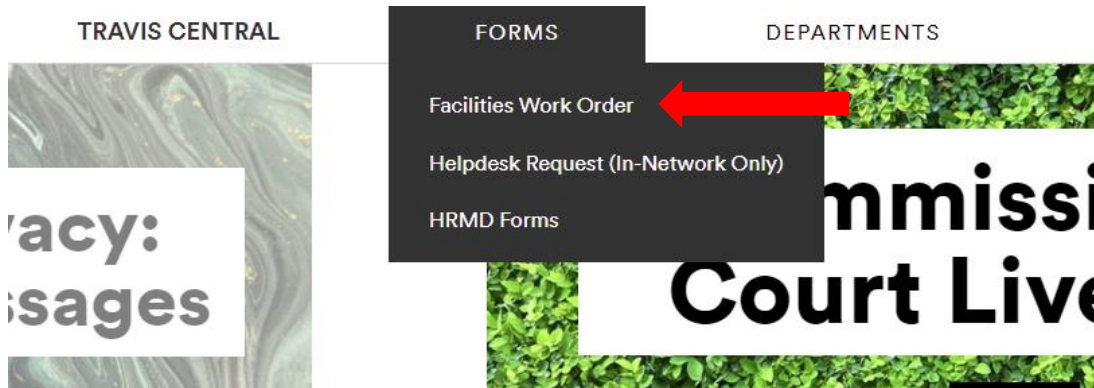 TRAVIS CENTRAL
FORMS
DEPARTMENTS
Facilities Work Order
Helpdesk Request (In-Network Only)
HRMD Forms
vacy:
ssages
mmissi
Court Live